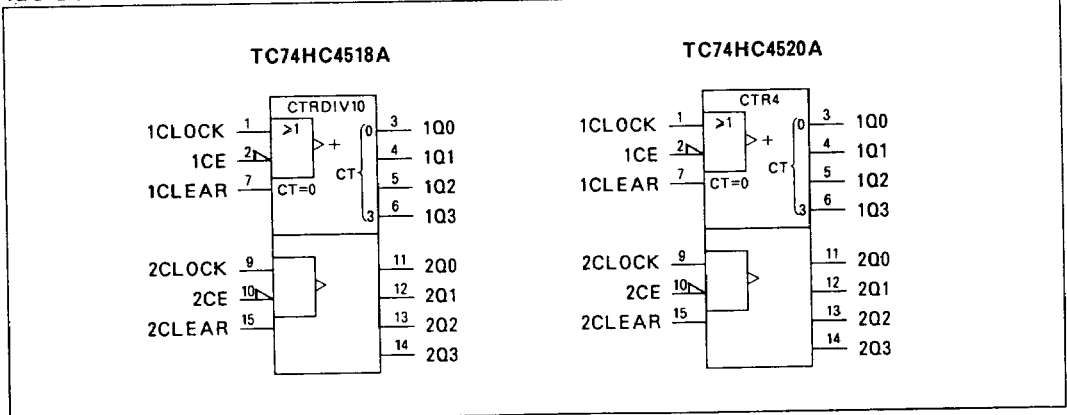 TC74HC4518A
CTRDIV10
1CLOCK 1 ≥1 + 0 3 1Q0
1CE 2 CT 4 1Q1
1CLEAR 7 CT=0 5 1Q2
3 6 1Q3
2CLOCK 9 11 2Q0
2CE 10 12 2Q1
2CLEAR 15 13 2Q2
14 2Q3
TC74HC4520A
CTR4
1CLOCK 1 ≥1 + 0 3 1Q0
1CE 2 CT 4 1Q1
1CLEAR 7 CT=0 5 1Q2
3 6 1Q3
2CLOCK 9 11 2Q0
2CE 10 12 2Q1
2CLEAR 15 13 2Q2
14 2Q3